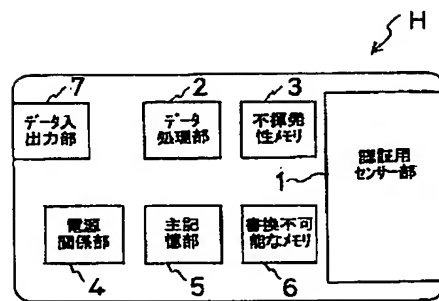 H
7
2
3
データ入
出力部
データ
処理部
不揮発
性メモリ
1
認証用
センサー部
電源
関係部
主記
憶部
書換不可
能なメモリ
4
5
6